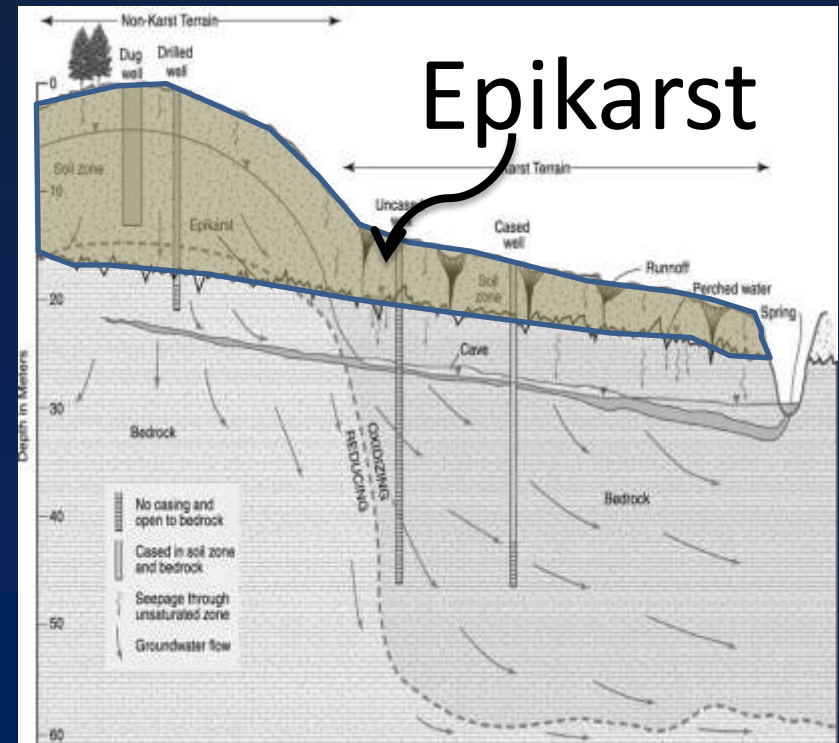 Non-Karst Terrain
Dug
well
Drilled
well
Epikarst
0
Soil zone
10
Epikarst
Karst Terrain
Uncased
Cased
well
Soil
zone
Runnoff
Perched water
Spring
20
Cave
Depth in Meters
30
Bedrock
OXIDIZING
REDUCING
Bedrock
No casing and
open to bedrock
Cased in soil zone
and bedrock
Seepage through
unsaturated zone
Groundwater flow
40
50
60